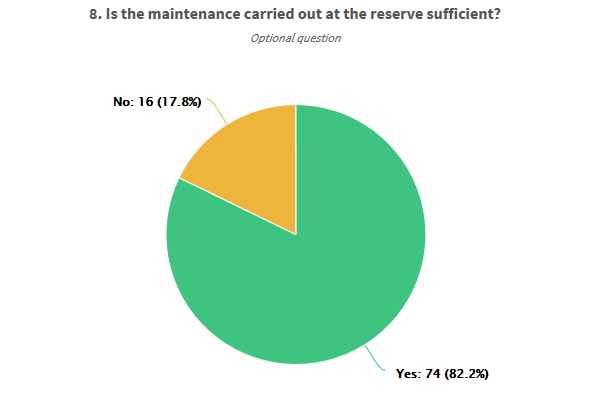 8. Is the maintenance carried out at the reserve sufficient?
Optional question
No: 16 (17.8%)
Yes: 74 (82.2%)